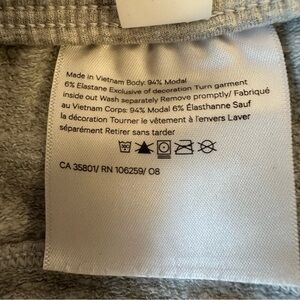 Made in Vietnam Body: 94% Modal
6% Elastane Exclusive of decoration Turn garment
inside out Wash separately Remove promptly/ Fabriqué
au Vietnam Corps: 94% Modal 6% Élasthanne Sauf
la décoration Tourner le vêtement à l'envers Laver
séparément Retirer sans tarder
CA 35801/ RN 106259/ 08